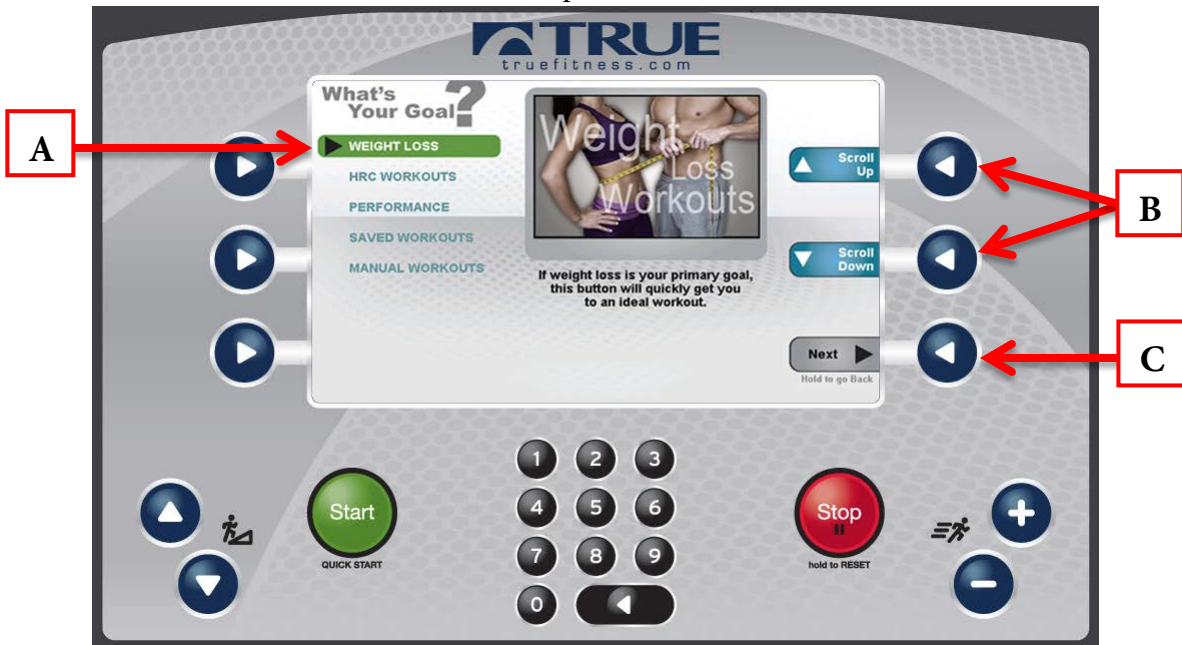 TRUE
truefitness.com
What's
Your Goal?
WEIGHT LOSS
HRC WORKOUTS
PERFORMANCE
SAVED WORKOUTS
MANUAL WORKOUTS
Weight
Loss
Workouts
If weight loss is your primary goal,
this button will quickly get you
to an ideal workout.
Scroll
Up
Scroll
Down
Next
Hold to go Back
A
B
C
Start
QUICK START
1 2 3
4 5 6
7 8 9
0
Stop
hold to RESET